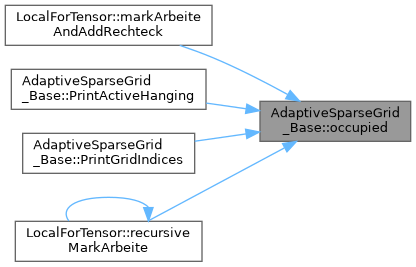 LocalForTensor::markArbeite
AndAddRechteck
AdaptiveSparseGrid
_Base::PrintActiveHanging
AdaptiveSparseGrid
_Base::occupied
AdaptiveSparseGrid
_Base::PrintGridIndices
LocalForTensor::recursive
MarkArbeite